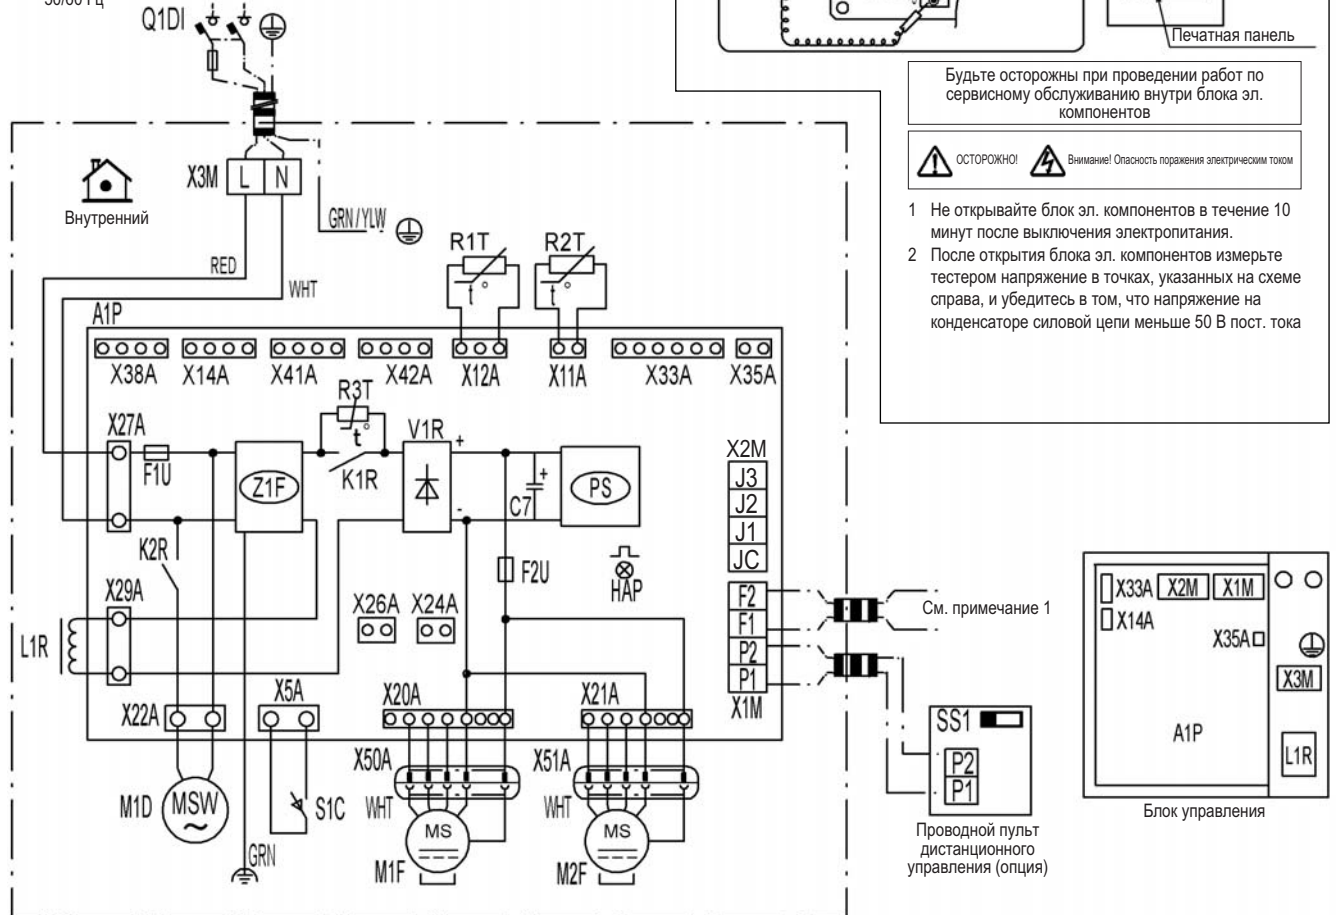 Q1DI
Печатная панель
Будьте осторожны при проведении работ по
сервисному обслуживанию внутри блока эл.
компонентов
ОСТОРОЖНО!
Внимание! Опасность поражения электрическим током
1 Не открывайте блок эл. компонентов в течение 10
минут после выключения электропитания.
2 После открытия блока эл. компонентов измерьте
тестером напряжение в точках, указанных на схеме
справа, и убедитесь в том, что напряжение на
конденсаторе силовой цепи меньше 50 В пост. тока
Внутренний
X3M L N
GRN/YLW
RED
WHT
R1T
t°
R2T
t°
A1P
X38A X14A X41A X42A X12A X11A X33A X35A
X27A
F1U
Z1F
R3T
t°
K1R
V1R
+
-
C7
+
PS
K2R
F2U
HAP
X26A X24A
X29A
L1R
X2M
J3
J2
J1
JC
F2
F1
P2
P1
X1M
См. примечание 1
X22A
X5A
X20A
X21A
X50A
X51A
M1D
MSW
~
S1C
GRN
WHT
MS
M1F
WHT
MS
M2F
SS1
P2
P1
Проводной пульт
дистанционного
управления (опция)
X33A X2M X1M
X14A
X35A
X3M
A1P
L1R
Блок управления